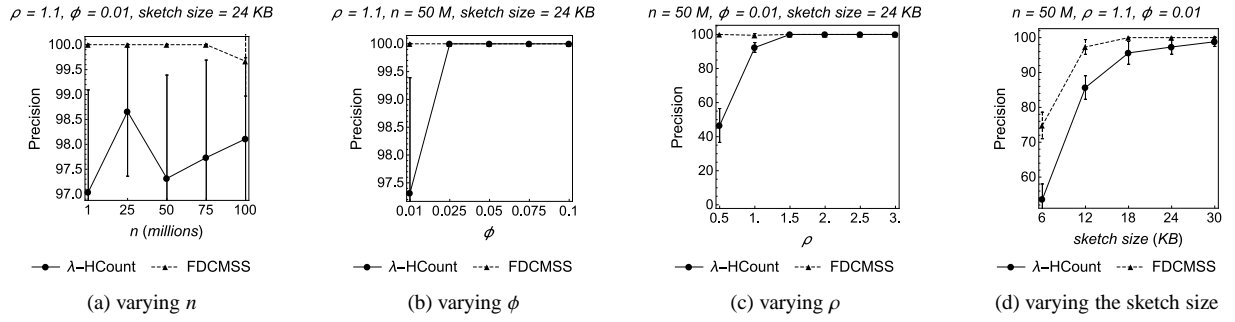 ρ = 1.1, ϕ = 0.01, sketch size = 24 KB
100.0
99.5
99.0
98.5
98.0
97.5
97.0
Precision
1 25 50 75 100
n (millions)
λ−HCount FDCMSS
(a) varying n
ρ = 1.1, n = 50 M, sketch size = 24 KB
100.0
99.5
99.0
98.5
98.0
97.5
Precision
0.01 0.025 0.05 0.075 0.1
ϕ
λ−HCount FDCMSS
(b) varying ϕ
n = 50 M, ϕ = 0.01, sketch size = 24 KB
100
80
60
40
20
0
Precision
0.5 1. 1.5 2. 2.5 3.
ρ
λ−HCount FDCMSS
(c) varying ρ
n = 50 M, ρ = 1.1, ϕ = 0.01
100
90
80
70
60
Precision
6 12 18 24 30
sketch size (KB)
λ−HCount FDCMSS
(d) varying the sketch size